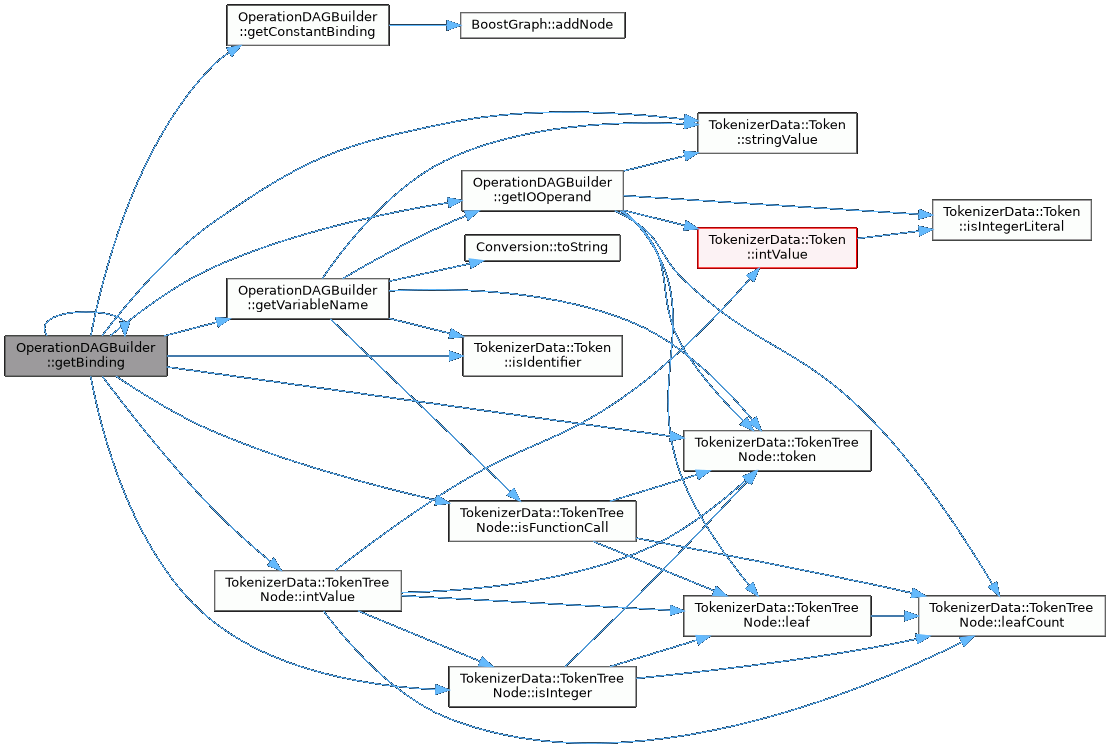 OperationDAGBuilder
::getConstantBinding
BoostGraph::addNode
TokenizerData::Token
::stringValue
OperationDAGBuilder
::getIOOperand
TokenizerData::Token
::isIntegerLiteral
TokenizerData::Token
::intValue
Conversion::toString
OperationDAGBuilder
::getVariableName
OperationDAGBuilder
::getBinding
TokenizerData::Token
::isIdentifier
TokenizerData::TokenTree
Node::token
TokenizerData::TokenTree
Node::isFunctionCall
TokenizerData::TokenTree
Node::intValue
TokenizerData::TokenTree
Node::leaf
TokenizerData::TokenTree
Node::leafCount
TokenizerData::TokenTree
Node::isInteger